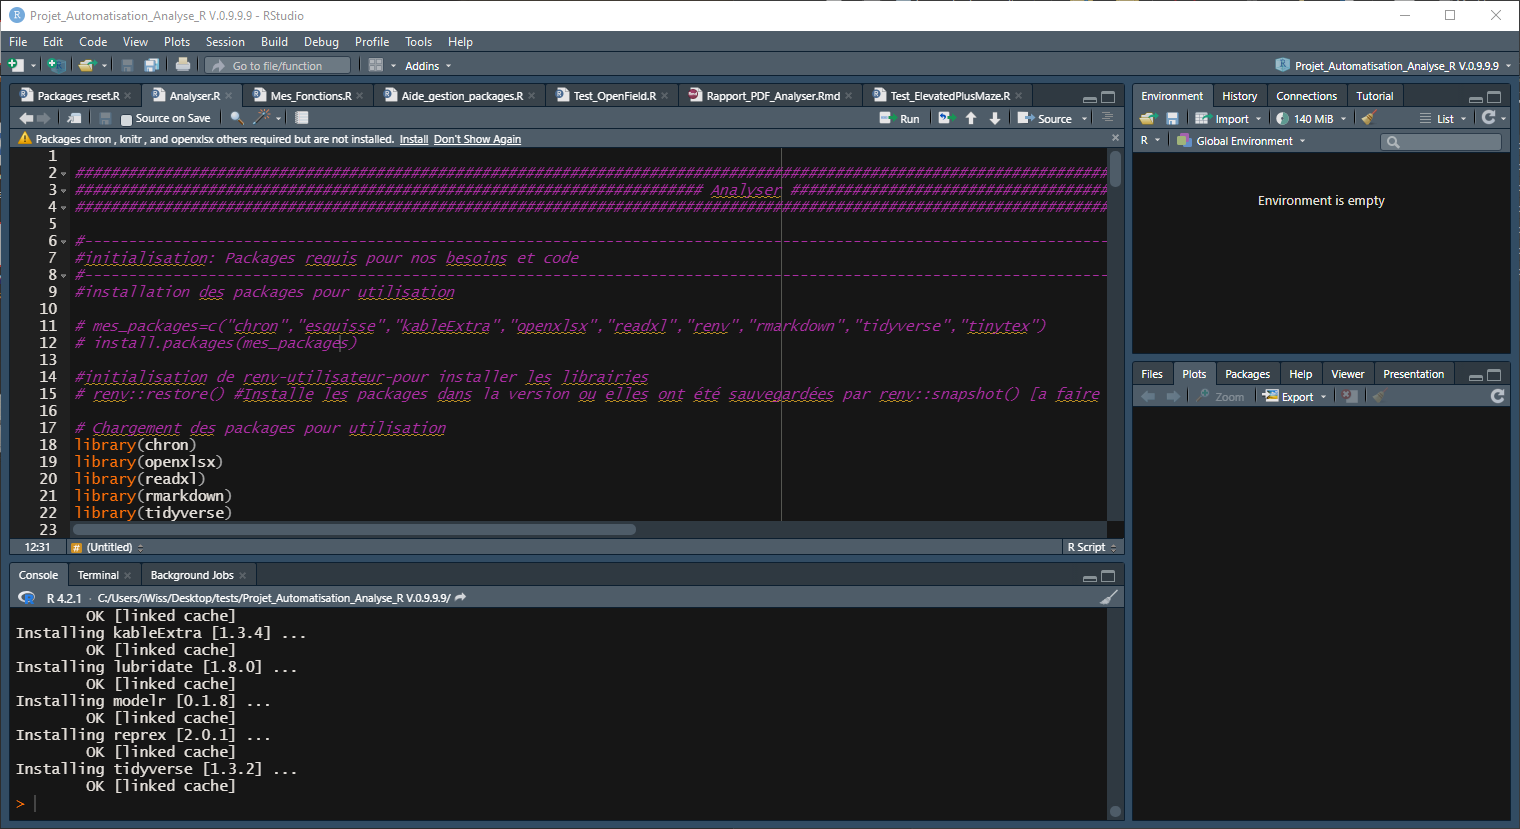 Projet_Automatisation_Analyse_R V.0.9.9.9 - RStudio
File Edit Code View Plots Session Build Debug Profile Tools Help
Go to file/function Addins Projet_Automatisation_Analyse_R V.0.9.9.9
Packages_reset.R Analyser.R Mes_Fonctions.R Aide_gestion_packages.R Test_OpenField.R Rapport_PDF_Analyser.Rmd Test_ElevatedPlusMaze.R
Source on Save Run Source
Packages chron , knitr , and openxlsx others required but are not installed. Install Don't Show Again
1
2 ######################################################################################################################
3 ####################################################################### Analyser ####################################
4 ######################################################################################################################
5
6 #---------------------------------------------------------------------------------------------------------------------
7 #initialisation: Packages requis pour nos besoins et code
8 #---------------------------------------------------------------------------------------------------------------------
9 #installation des packages pour utilisation
10
11 # mes_packages=c("chron","esquisse","kableExtra","openxlsx","readxl","renv","rmarkdown","tidyverse","tinytex")
12 # install.packages(mes_packages)
13
14 #initialisation de renv-utilisateur-pour installer les librairies
15 # renv::restore() #Installe les packages dans la version ou elles ont été sauvegardées par renv::snapshot() [a faire
16
17 # Chargement des packages pour utilisation
18 library(chron)
19 library(openxlsx)
20 library(readxl)
21 library(rmarkdown)
22 library(tidyverse)
23
12:31 # (Untitled) R Script
Console Terminal Background Jobs
R 4.2.1 · C:/Users/iWiss/Desktop/tests/Projet_Automatisation_Analyse_R V.0.9.9.9/
OK [linked cache]
Installing kableExtra [1.3.4] ...
OK [linked cache]
Installing lubridate [1.8.0] ...
OK [linked cache]
Installing modelr [0.1.8] ...
OK [linked cache]
Installing reprex [2.0.1] ...
OK [linked cache]
Installing tidyverse [1.3.2] ...
OK [linked cache]
>
Environment History Connections Tutorial
Import 140 MiB List
R Global Environment
Environment is empty
Files Plots Packages Help Viewer Presentation
Zoom Export